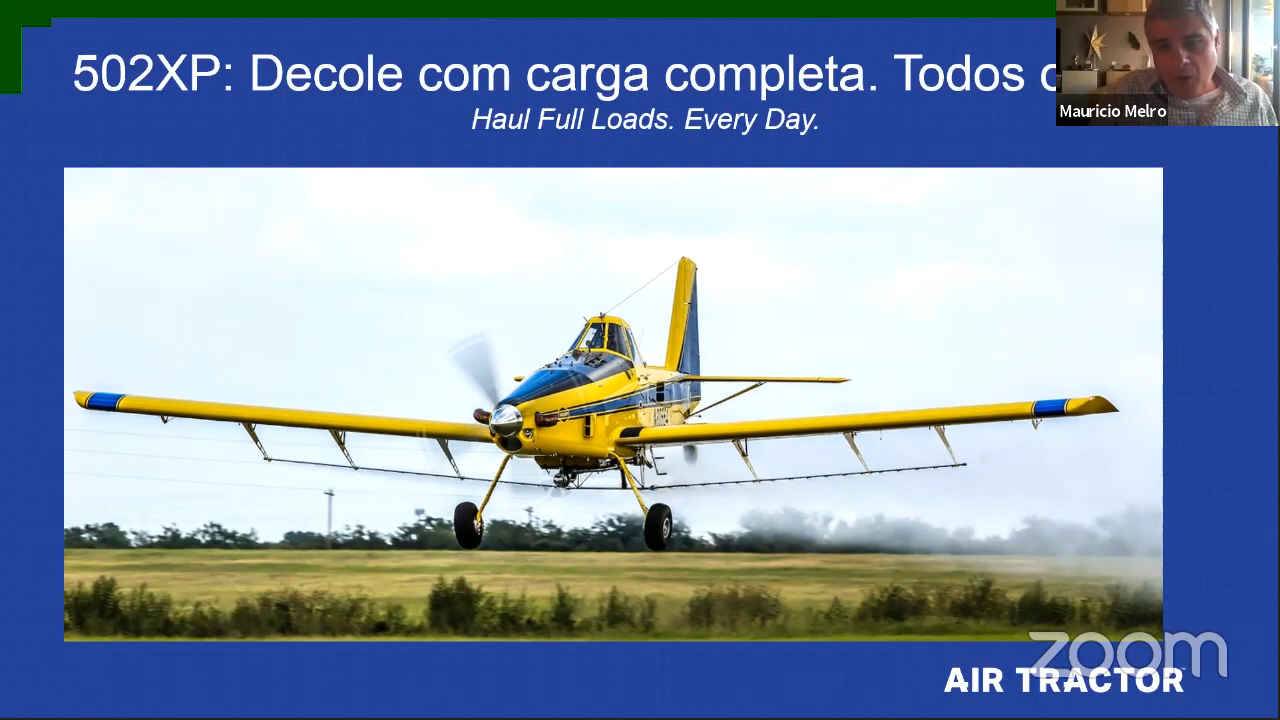 502XP: Decole com carga completa. Todos
Haul Full Loads. Every Day.
Mauricio Melro
zoom
AIR TRACTOR